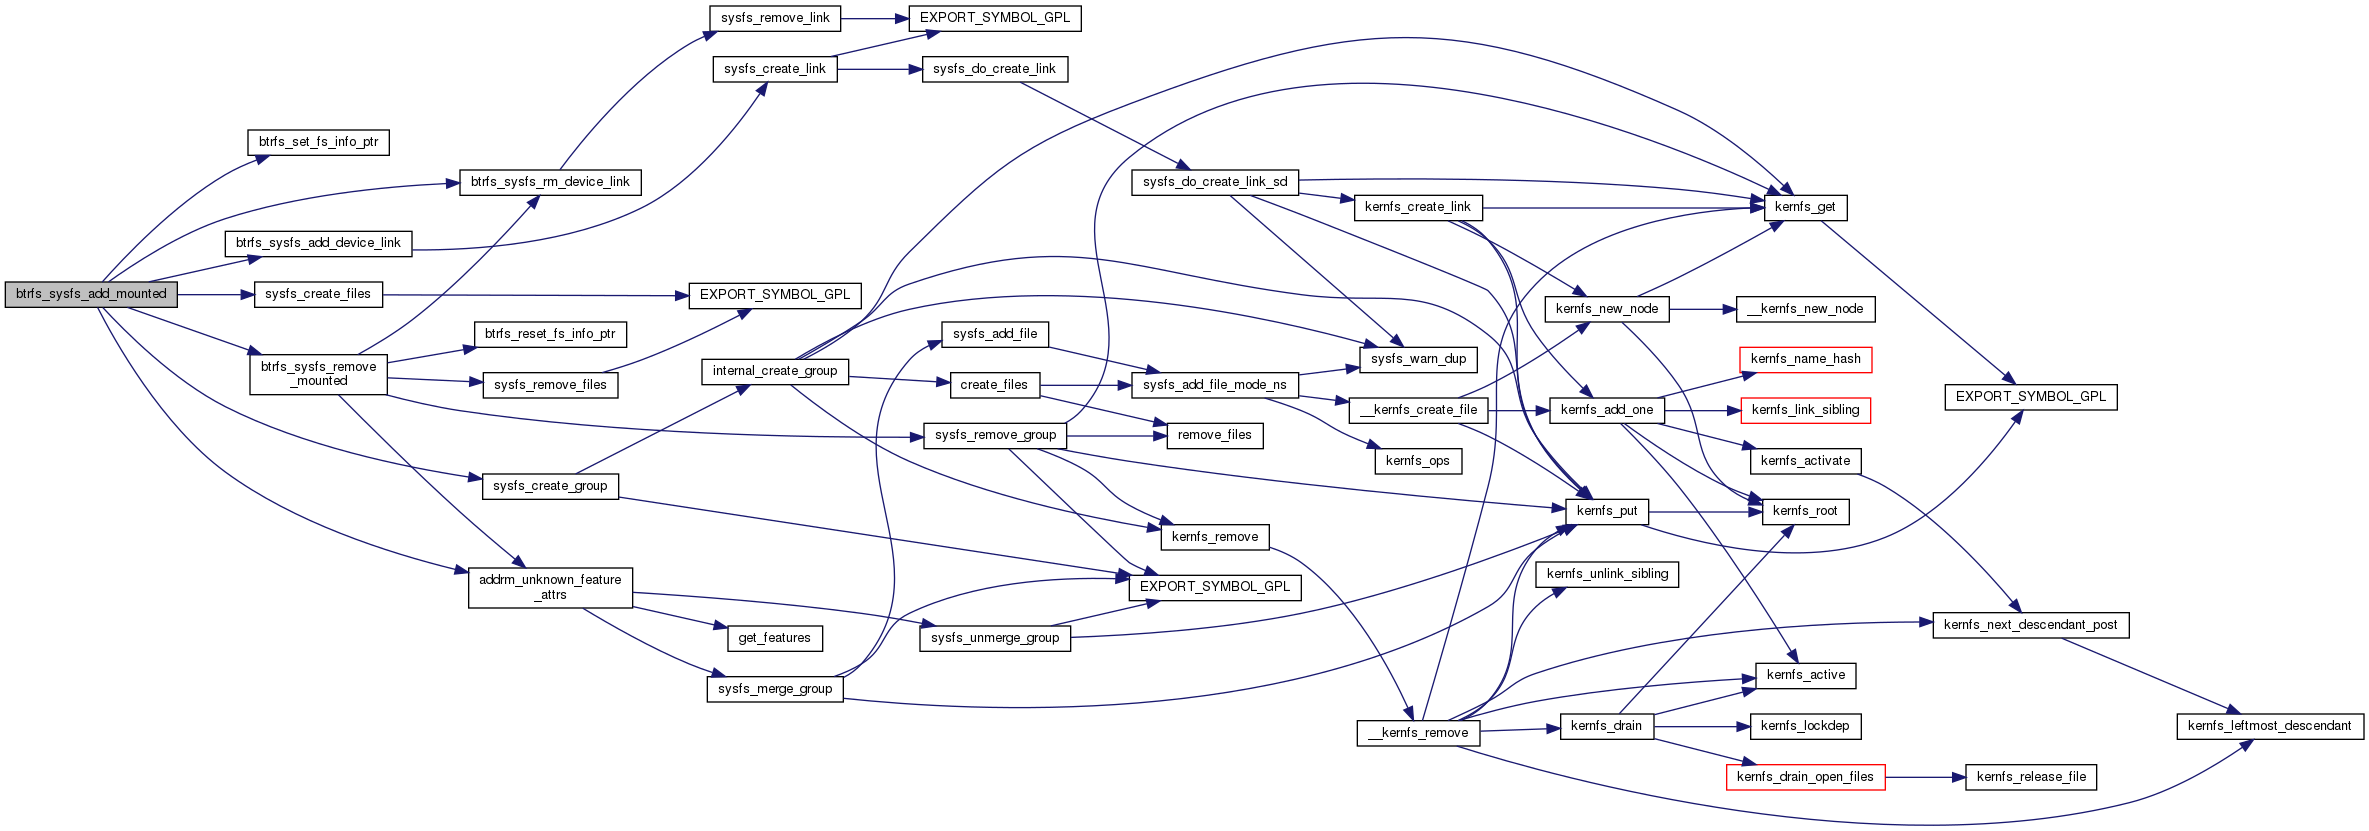 btrfs_sysfs_add_mounted
btrfs_set_fs_info_ptr
btrfs_sysfs_add_device_link
sysfs_create_files
btrfs_sysfs_remove
_mounted
btrfs_sysfs_rm_device_link
btrfs_reset_fs_info_ptr
sysfs_remove_files
sysfs_create_group
addrm_unknown_feature
_attrs
sysfs_remove_link
sysfs_create_link
EXPORT_SYMBOL_GPL
internal_create_group
get_features
sysfs_merge_group
EXPORT_SYMBOL_GPL
sysfs_do_create_link
sysfs_add_file
create_files
sysfs_remove_group
sysfs_unmerge_group
sysfs_do_create_link_sd
sysfs_add_file_mode_ns
remove_files
kernfs_remove
EXPORT_SYMBOL_GPL
kernfs_create_link
sysfs_warn_dup
__kernfs_create_file
kernfs_ops
__kernfs_remove
kernfs_new_node
kernfs_add_one
kernfs_put
kernfs_unlink_sibling
kernfs_drain
kernfs_get
__kernfs_new_node
kernfs_name_hash
kernfs_link_sibling
kernfs_activate
kernfs_root
kernfs_active
kernfs_lockdep
kernfs_drain_open_files
EXPORT_SYMBOL_GPL
kernfs_next_descendant_post
kernfs_release_file
kernfs_leftmost_descendant